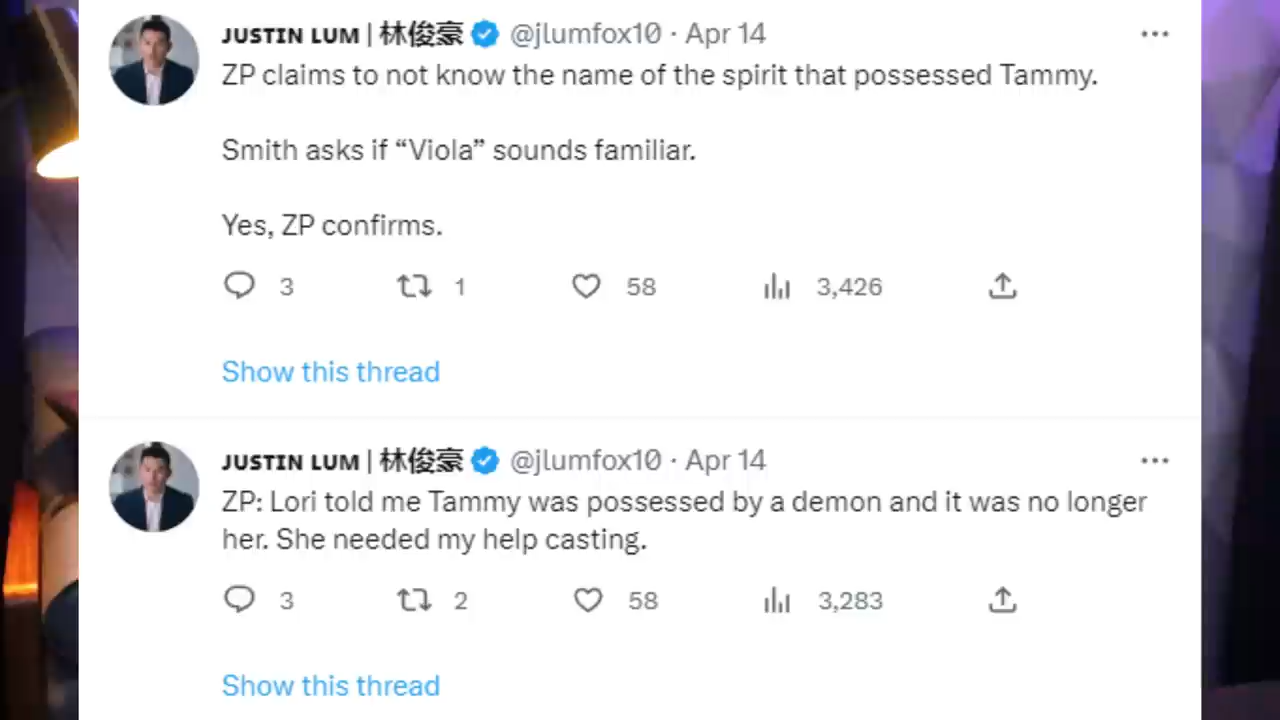 JUSTIN LUM | 林俊豪 @jlumfox10 · Apr 14
ZP claims to not know the name of the spirit that possessed Tammy.
Smith asks if “Viola” sounds familiar.
Yes, ZP confirms.
3 1 58 3,426
Show this thread
JUSTIN LUM | 林俊豪 @jlumfox10 · Apr 14
ZP: Lori told me Tammy was possessed by a demon and it was no longer
her. She needed my help casting.
3 2 58 3,283
Show this thread